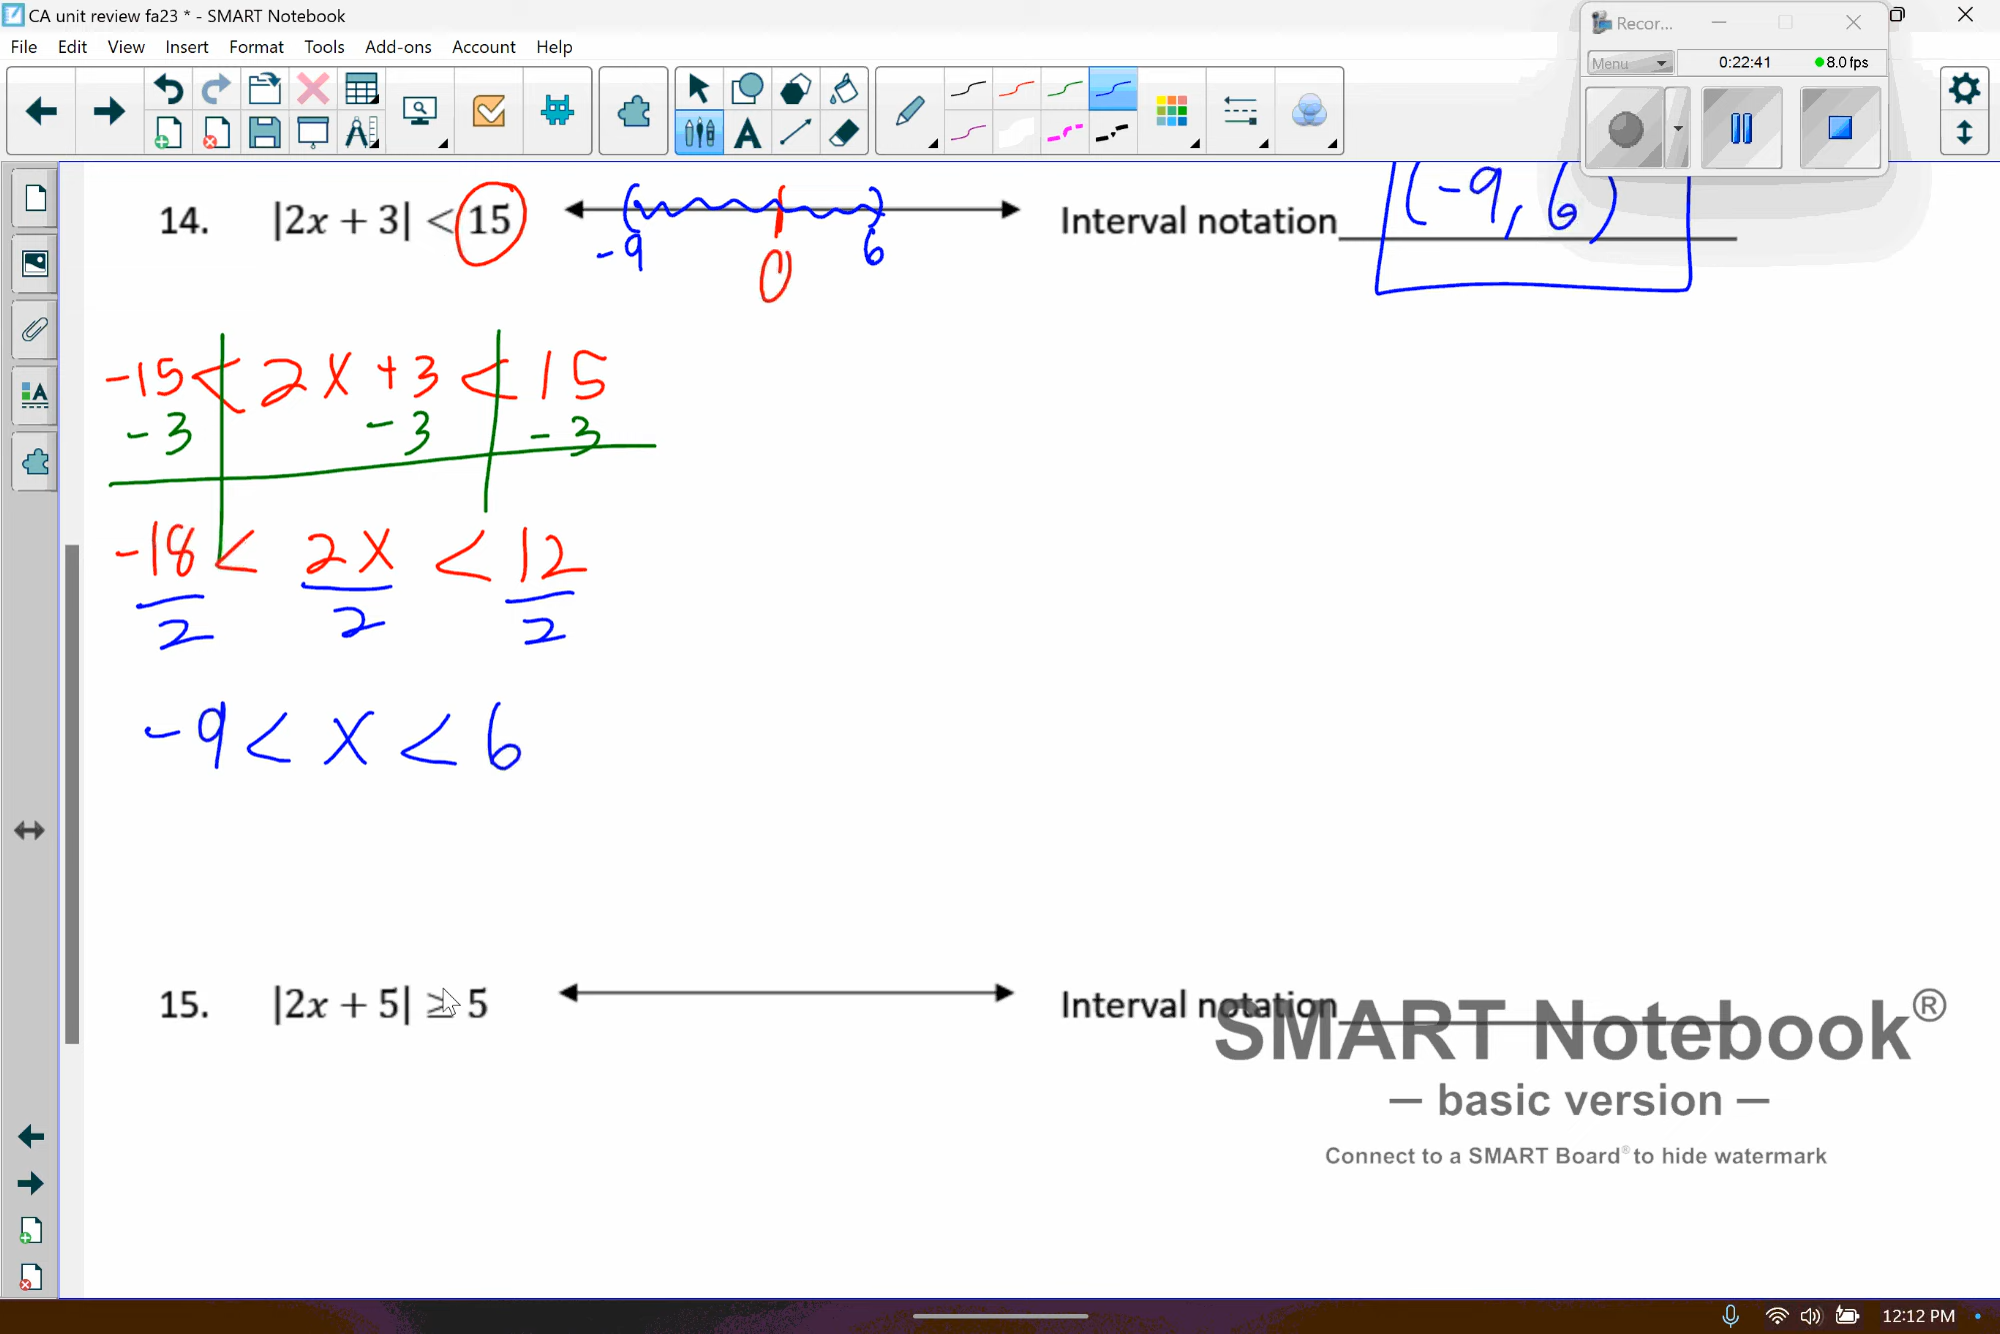 CA unit review fa23 * - SMART Notebook
File Edit View Insert Format Tools Add-ons Account Help
Recor...
Menu 0:22:41 8.0 fps
14. |2x + 3| < 15
-9 0 6
Interval notation (-9, 6)
-15 < 2x + 3 < 15
-3 -3 -3
-18 < 2x < 12
2 2 2
-9 < x < 6
15. |2x + 5| ≥ 5
Interval notation
SMART Notebook®
— basic version —
Connect to a SMART Board® to hide watermark
12:12 PM